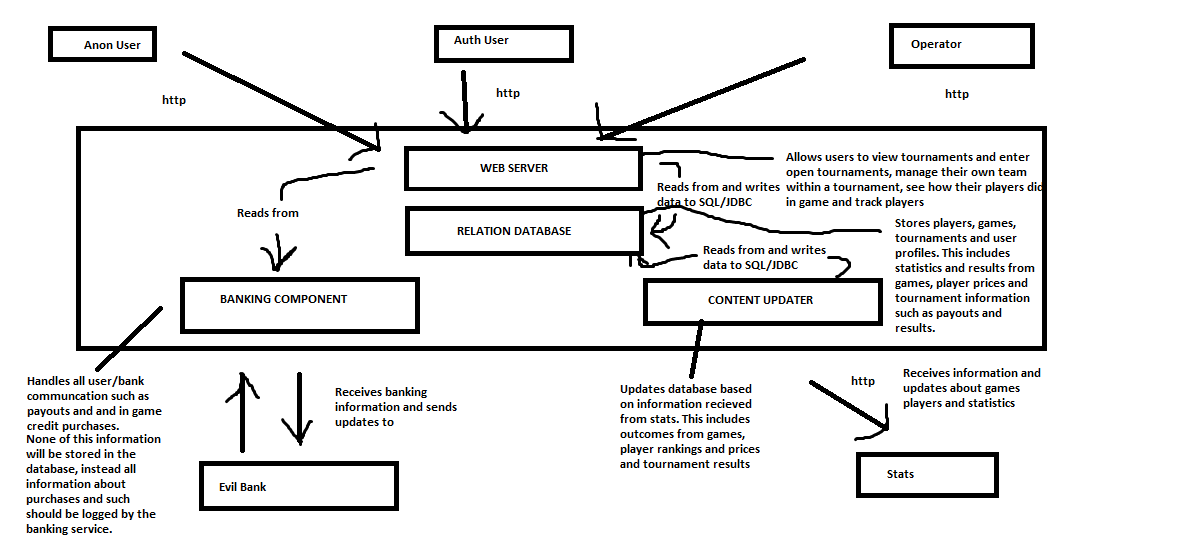 Anon User
Auth User
Operator
http
http
http
WEB SERVER
Allows users to view tournaments and enter
open tournaments, manage their own team
within a tournament, see how their players did
in game and track players
Reads from and writes
data to SQL/JDBC
Reads from
RELATION DATABASE
Stores players, games,
tournaments and user
profiles. This includes
statistics and results from
games, player prices and
tournament information
such as payouts and
results.
Reads from and writes
data to SQL/JDBC
BANKING COMPONENT
CONTENT UPDATER
Handles all user/bank
communcation such as
payouts and and in game
credit purchases.
None of this information
will be stored in the
database, instead all
information about
purchases and such
should be logged by the
banking service.
Receives banking
information and sends
updates to
Updates database based
on information recieved
from stats. This includes
outcomes from games,
player rankings and prices
and tournament results
http
Receives information and
updates about games
players and statistics
Evil Bank
Stats